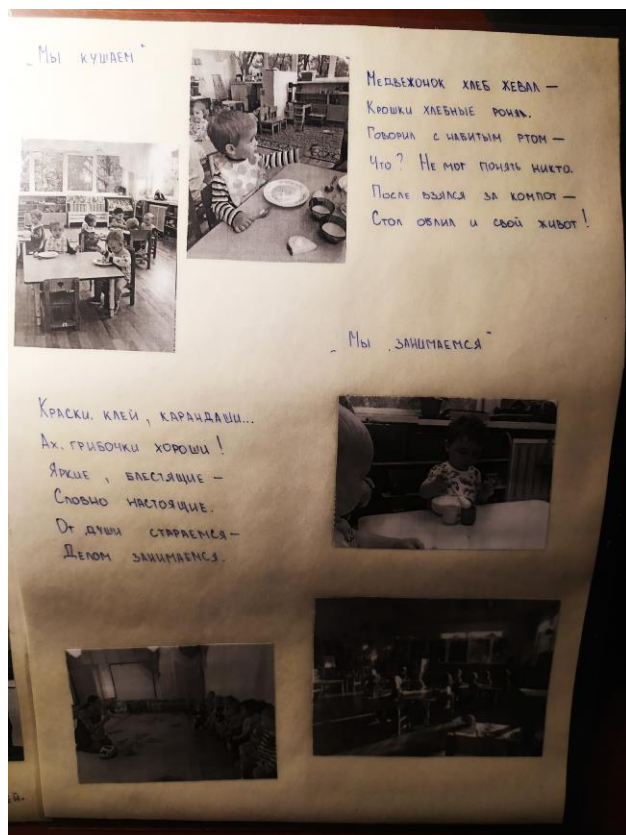 „Мы кушаем"
Медвежонок хлеб жевал —
Крошки хлебные ронял.
Говорил с набитым ртом —
Что? Не мог понять никто.
После взялся за компот —
Стол облил и свой живот!
„Мы занимаемся"
Краски. клей, карандаши...
Ах. грибочки хороши!
Яркие, блестящие —
Словно настоящие.
От души стараемся —
Делом занимаемся.